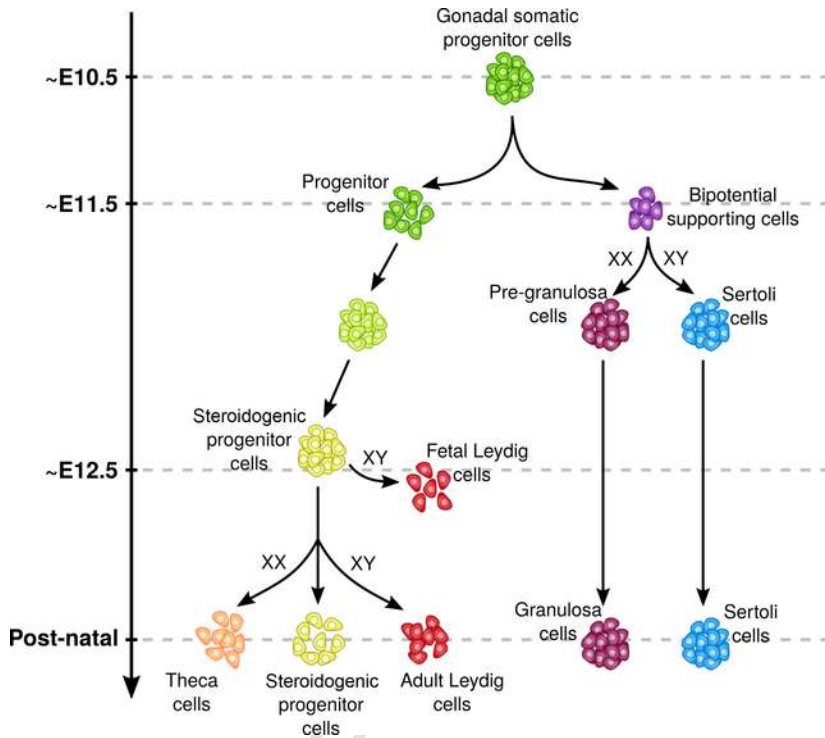 Gonadal somatic
progenitor cells
~E10.5
Progenitor
cells
~E11.5
Bipotential
supporting cells
XX
XY
Pre-granulosa
cells
Sertoli
cells
Steroidogenic
progenitor
cells
XY
Fetal Leydig
cells
~E12.5
XX
XY
Granulosa
cells
Sertoli
cells
Post-natal
Theca
cells
Steroidogenic
progenitor
cells
Adult Leydig
cells